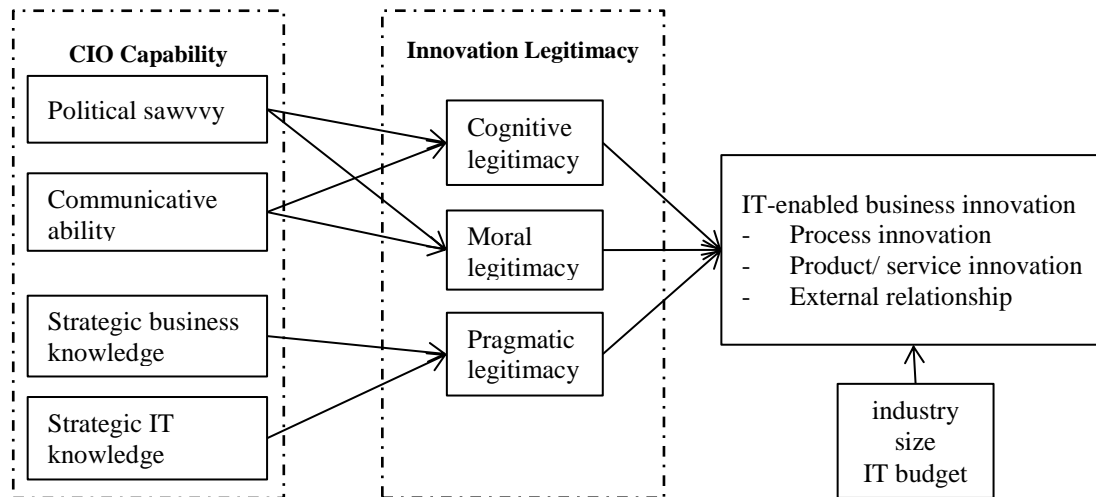 CIO Capability
Political sawvvy
Communicative
ability
Strategic business
knowledge
Strategic IT
knowledge
Innovation Legitimacy
Cognitive
legitimacy
Moral
legitimacy
Pragmatic
legitimacy
IT-enabled business innovation
- Process innovation
- Product/ service innovation
- External relationship
industry
size
IT budget